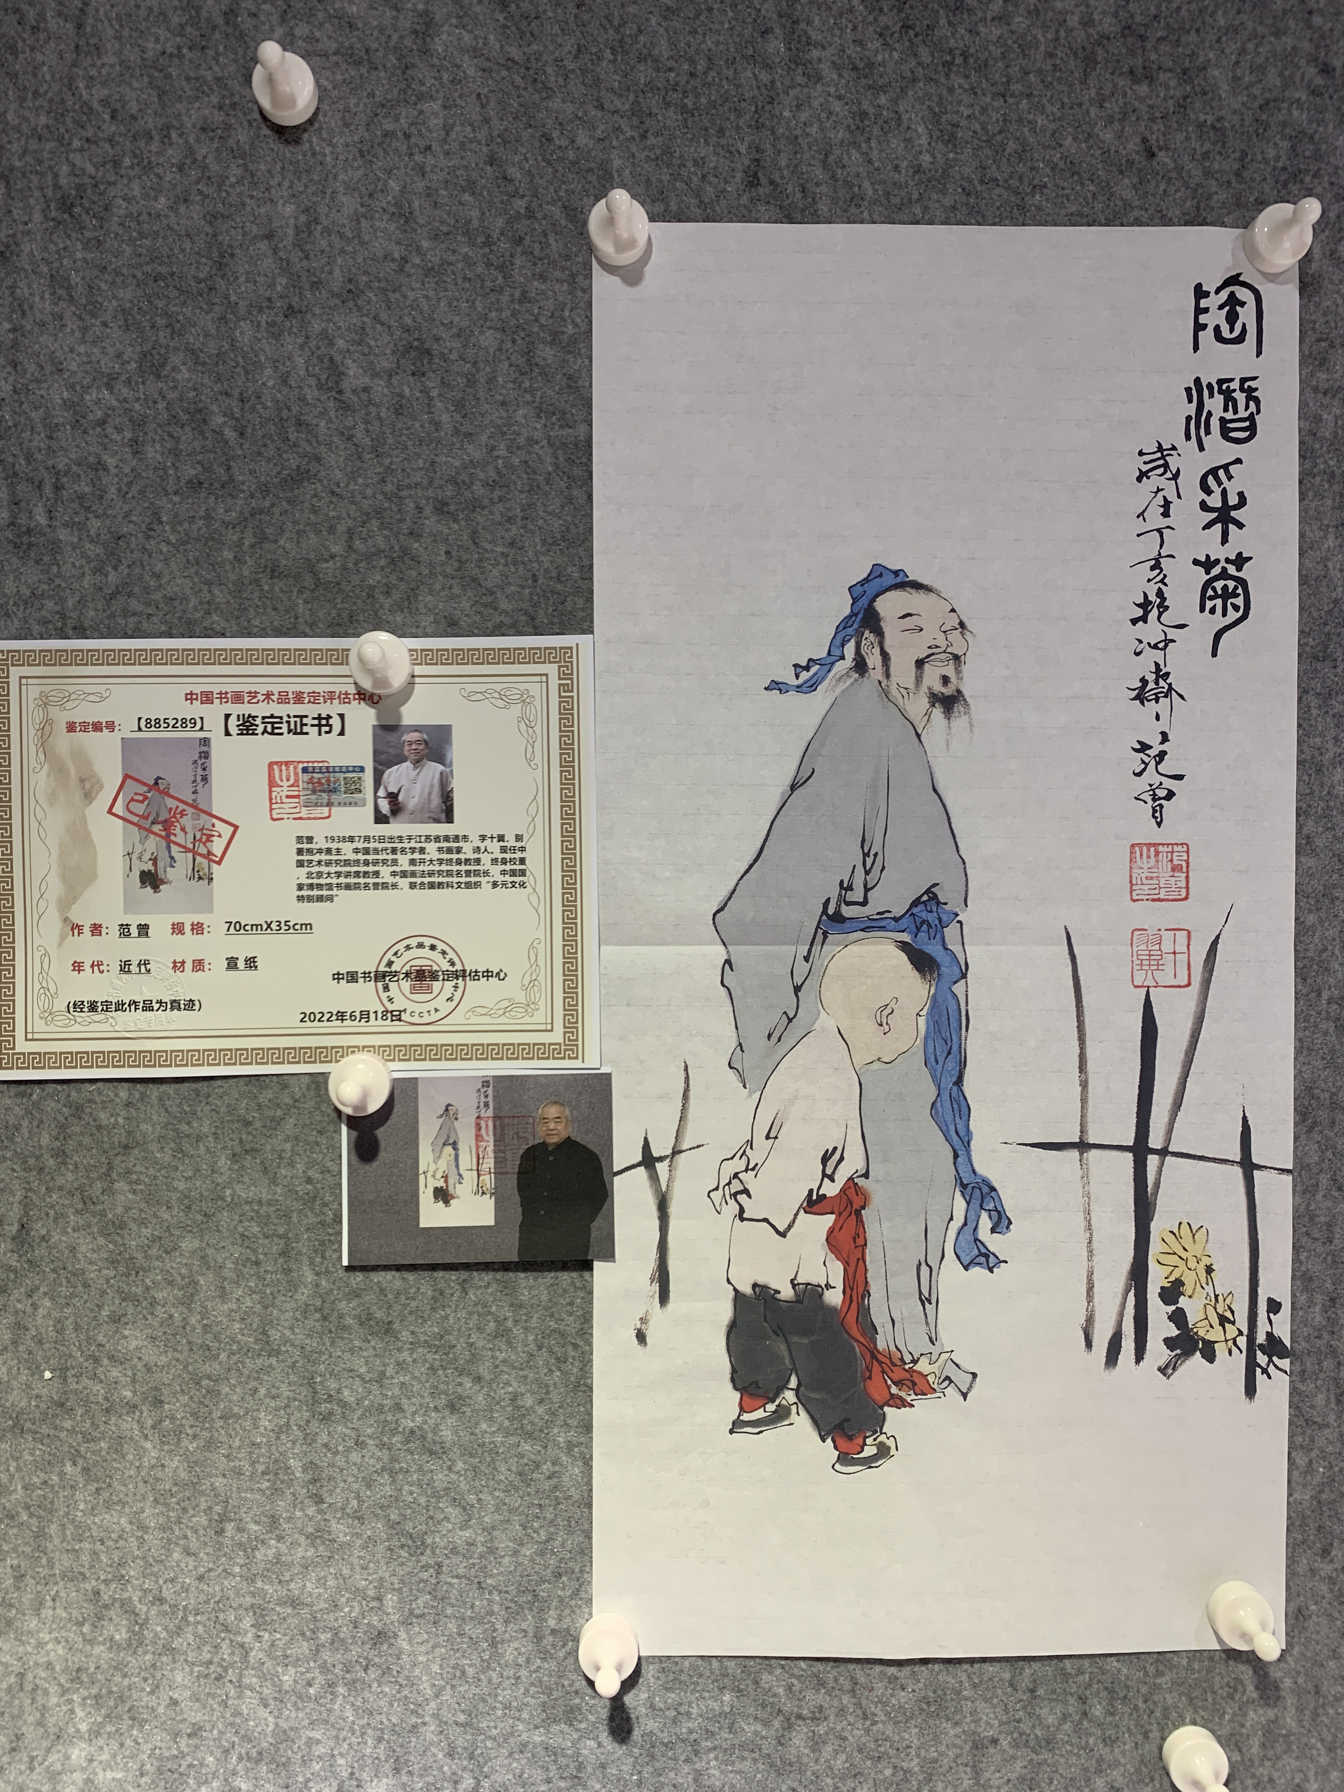 中国书画艺术品鉴定评估中心
鉴定编号：【885289】【鉴定证书】
已鉴定
范曾，1938年7月5日出生于江苏省南通市，字十翼，别
署抱冲斋主，中国当代著名学者、书画家、诗人。现任中
国艺术研究院终身研究员，南开大学终身教授，终身校董
，北京大学讲席教授，中国画法研究院名誉院长，中国国
家博物馆书画院名誉院长，联合国教科文组织“多元文化
特别顾问”
作者：范曾 规格：70cmX35cm
年代：近代 材质：宣纸
中国书画艺术品鉴定评估中心
(经鉴定此作品为真迹)
2022年6月18日
陶潜采菊
岁在丁亥抱冲斋范曾
十翼